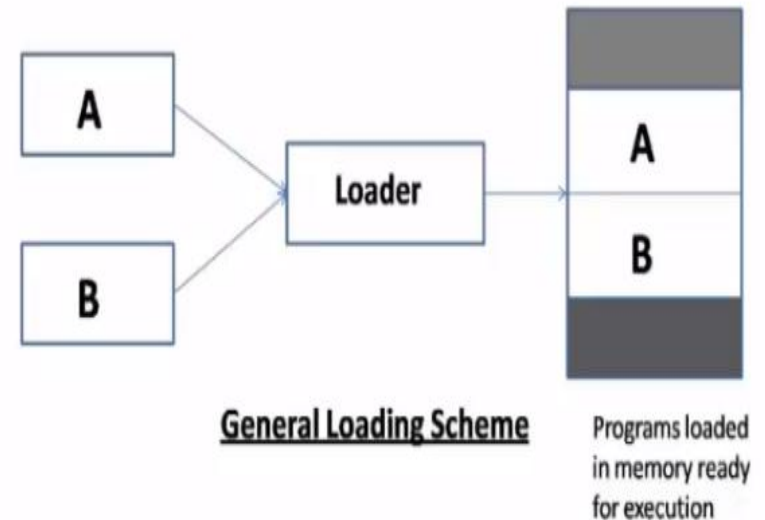 A
A
Loader
B
B
General Loading Scheme
Programs loaded
in memory ready
for execution